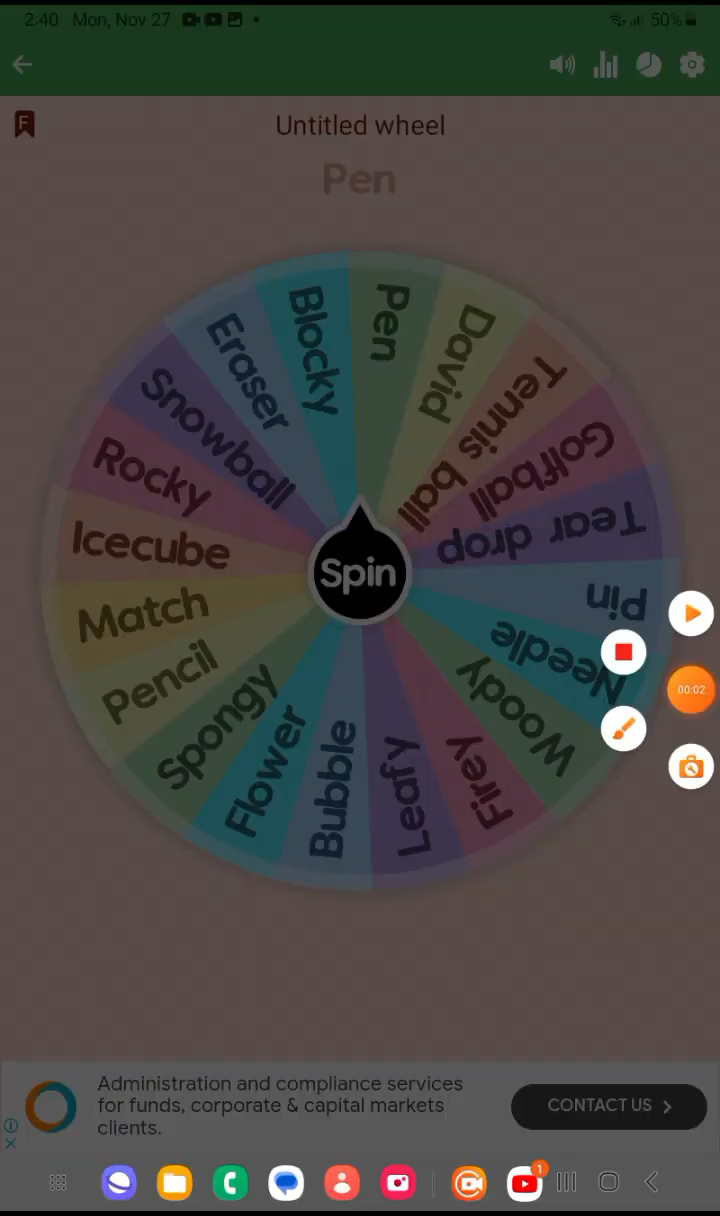 2:40 Mon, Nov 27
50%
F
Untitled wheel
Pen
Pen
David
Tennis ball
Golfball
Tear drop
Pin
Needle
Woody
Firey
Leafy
Bubble
Flower
Spongy
Pencil
Match
Icecube
Rocky
Snowball
Eraser
Blocky
Spin
00:02
Administration and compliance services
for funds, corporate & capital markets
clients.
CONTACT US
1